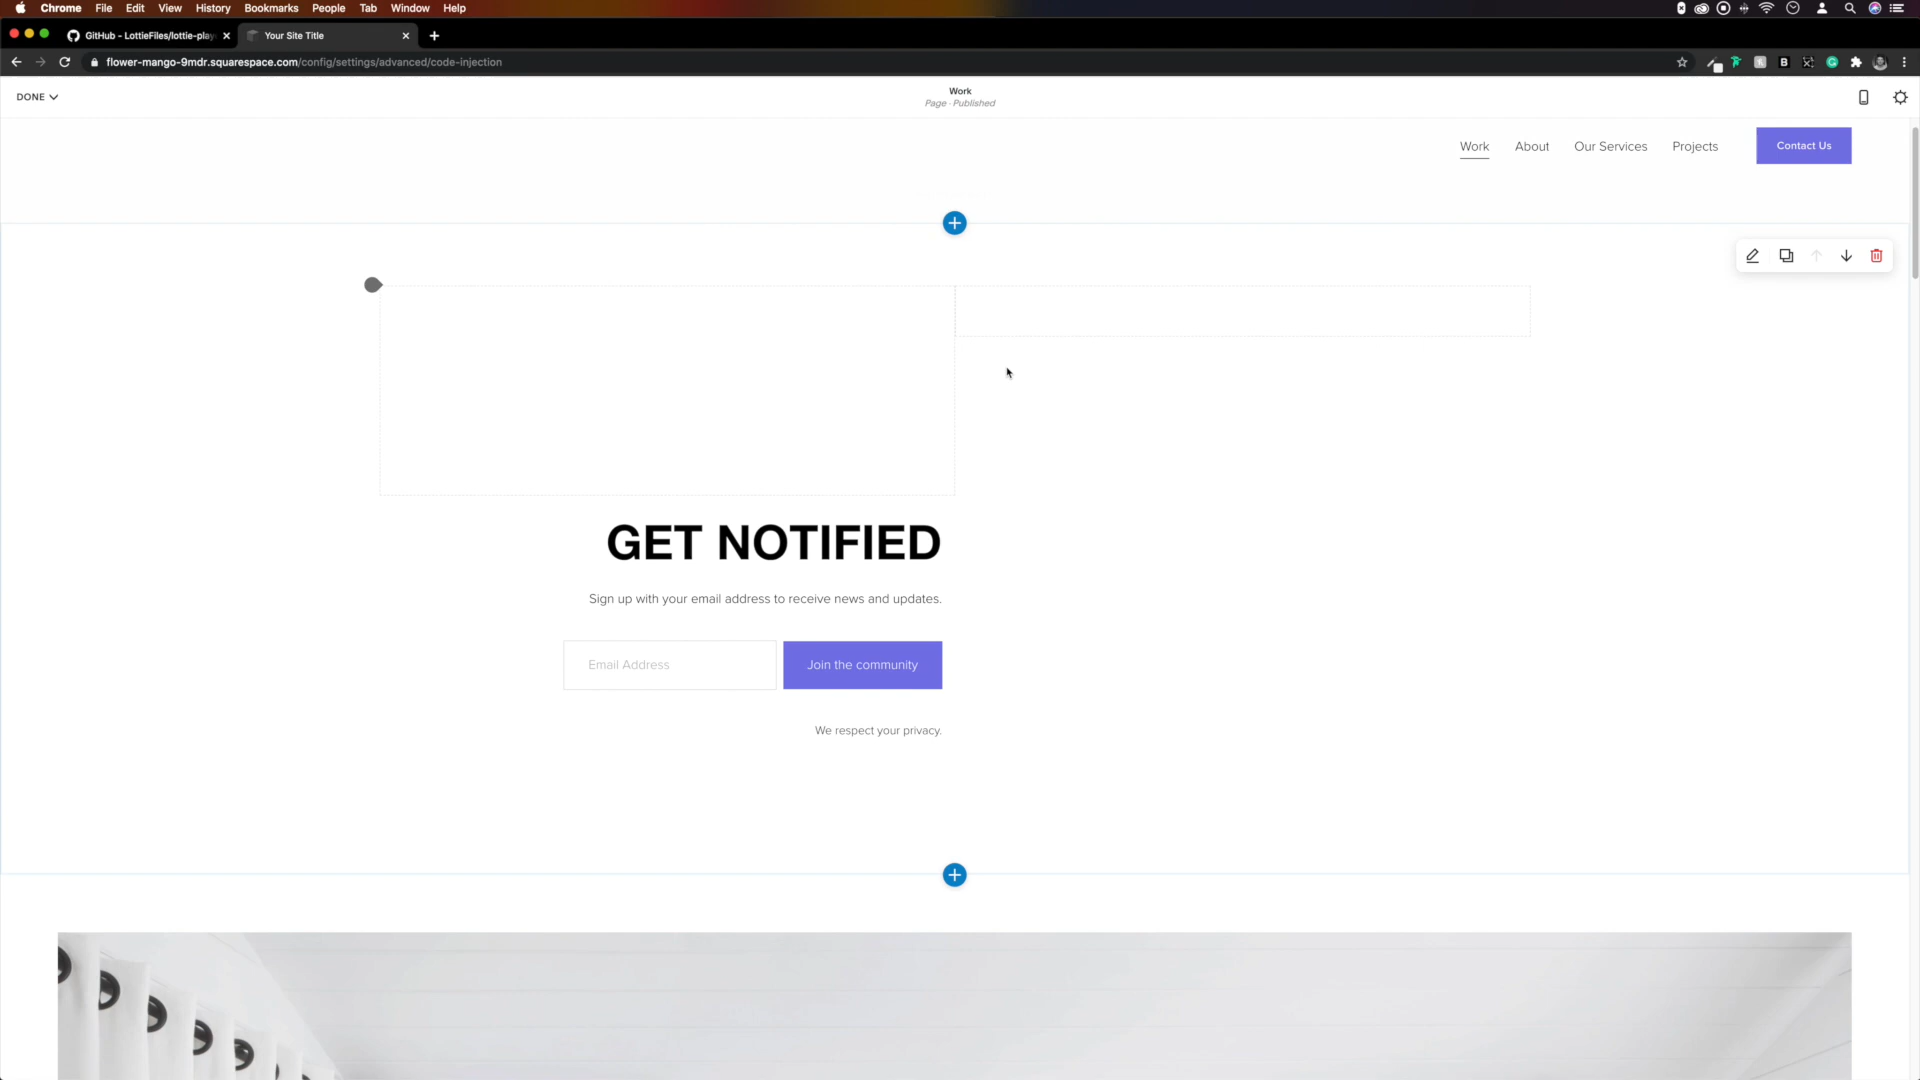 Chrome File Edit View History Bookmarks People Tab Window Help
GitHub - LottieFiles/lottie-play
Your Site Title
flower-mango-9mdr.squarespace.com/config/settings/advanced/code-injection
DONE
Work
Page · Published
Work About Our Services Projects Contact Us
GET NOTIFIED
Sign up with your email address to receive news and updates.
Email Address Join the community
We respect your privacy.